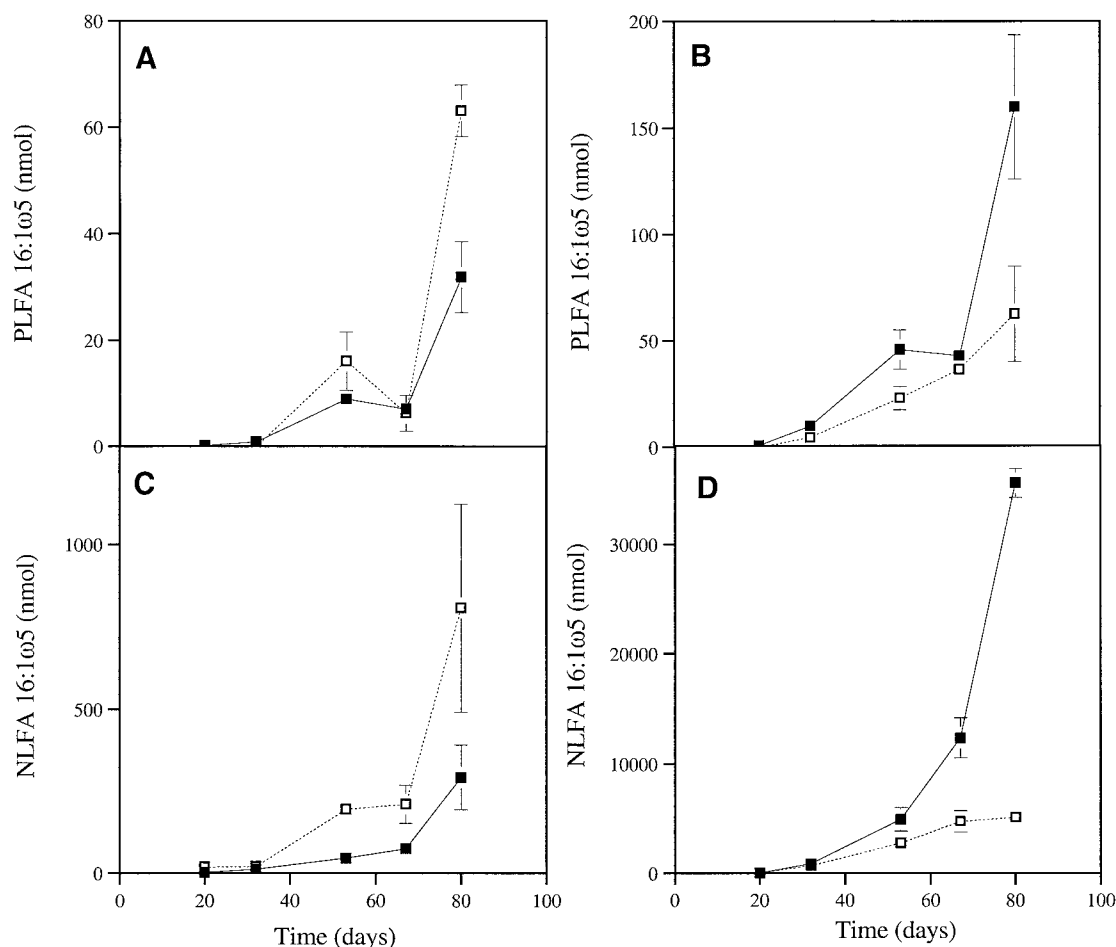 A
80
60
40
20
0
PLFA 16:1ω5 (nmol)
B
200
150
100
50
0
PLFA 16:1ω5 (nmol)
C
1000
500
0
NLFA 16:1ω5 (nmol)
0 20 40 60 80 100
Time (days)
D
30000
20000
10000
0
NLFA 16:1ω5 (nmol)
0 20 40 60 80 100
Time (days)